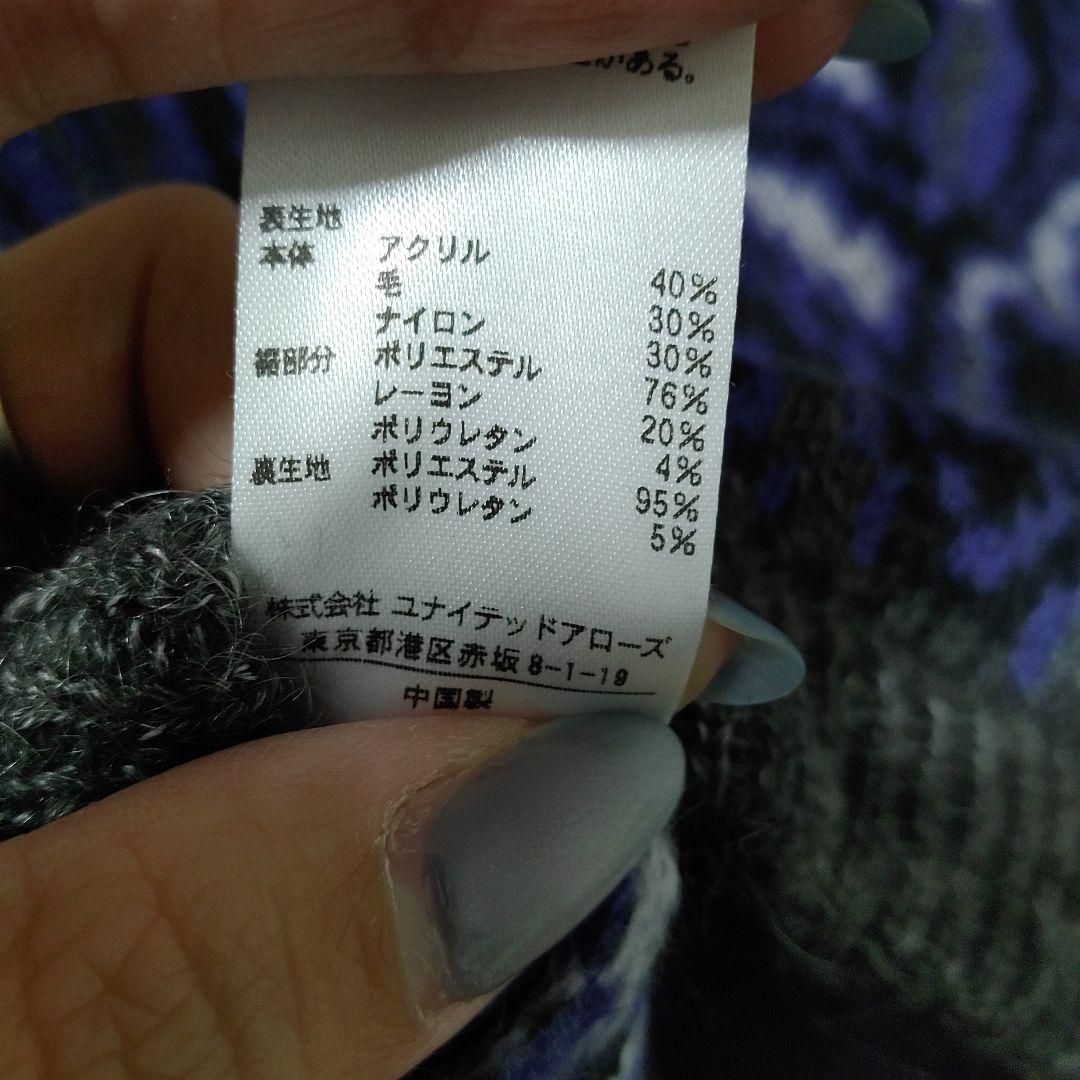 がある。
表生地
本体 アクリル 40%
毛 30%
ナイロン 30%
部分 ポリエステル 76%
レーヨン 20%
ポリウレタン 4%
裏生地 ポリエステル 95%
ポリウレタン 5%
株式会社 ユナイテッドアローズ
東京都港区赤坂8-1-19
中国製